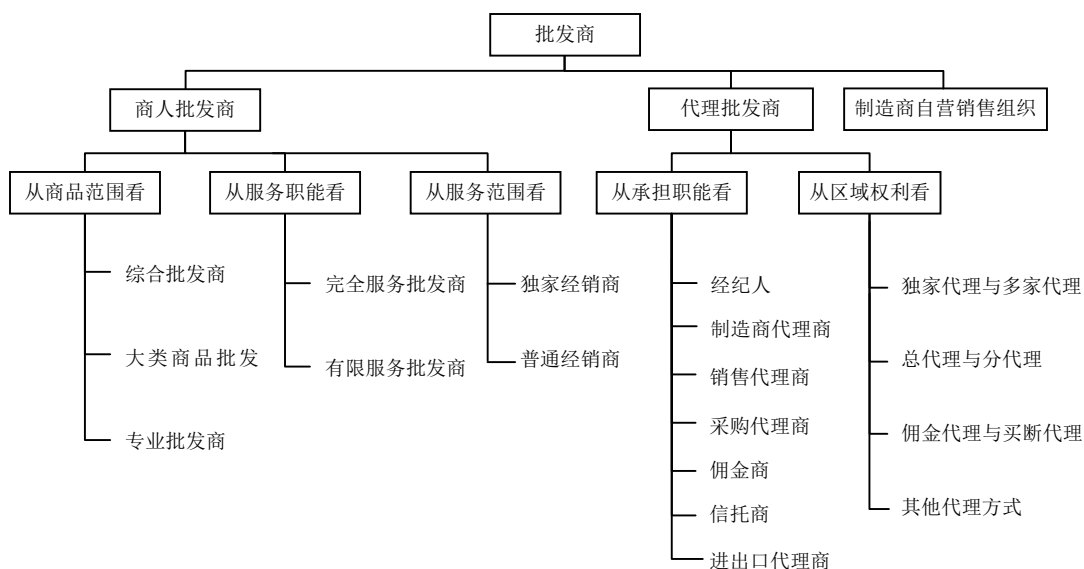 批发商
商人批发商
代理批发商
制造商自营销售组织
从商品范围看
从服务职能看
从服务范围看
从承担职能看
从区域权利看
综合批发商
大类商品批发
专业批发商
完全服务批发商
有限服务批发商
独家经销商
普通经销商
经纪人
制造商代理商
销售代理商
采购代理商
佣金商
信托商
进出口代理商
独家代理与多家代理
总代理与分代理
佣金代理与买断代理
其他代理方式